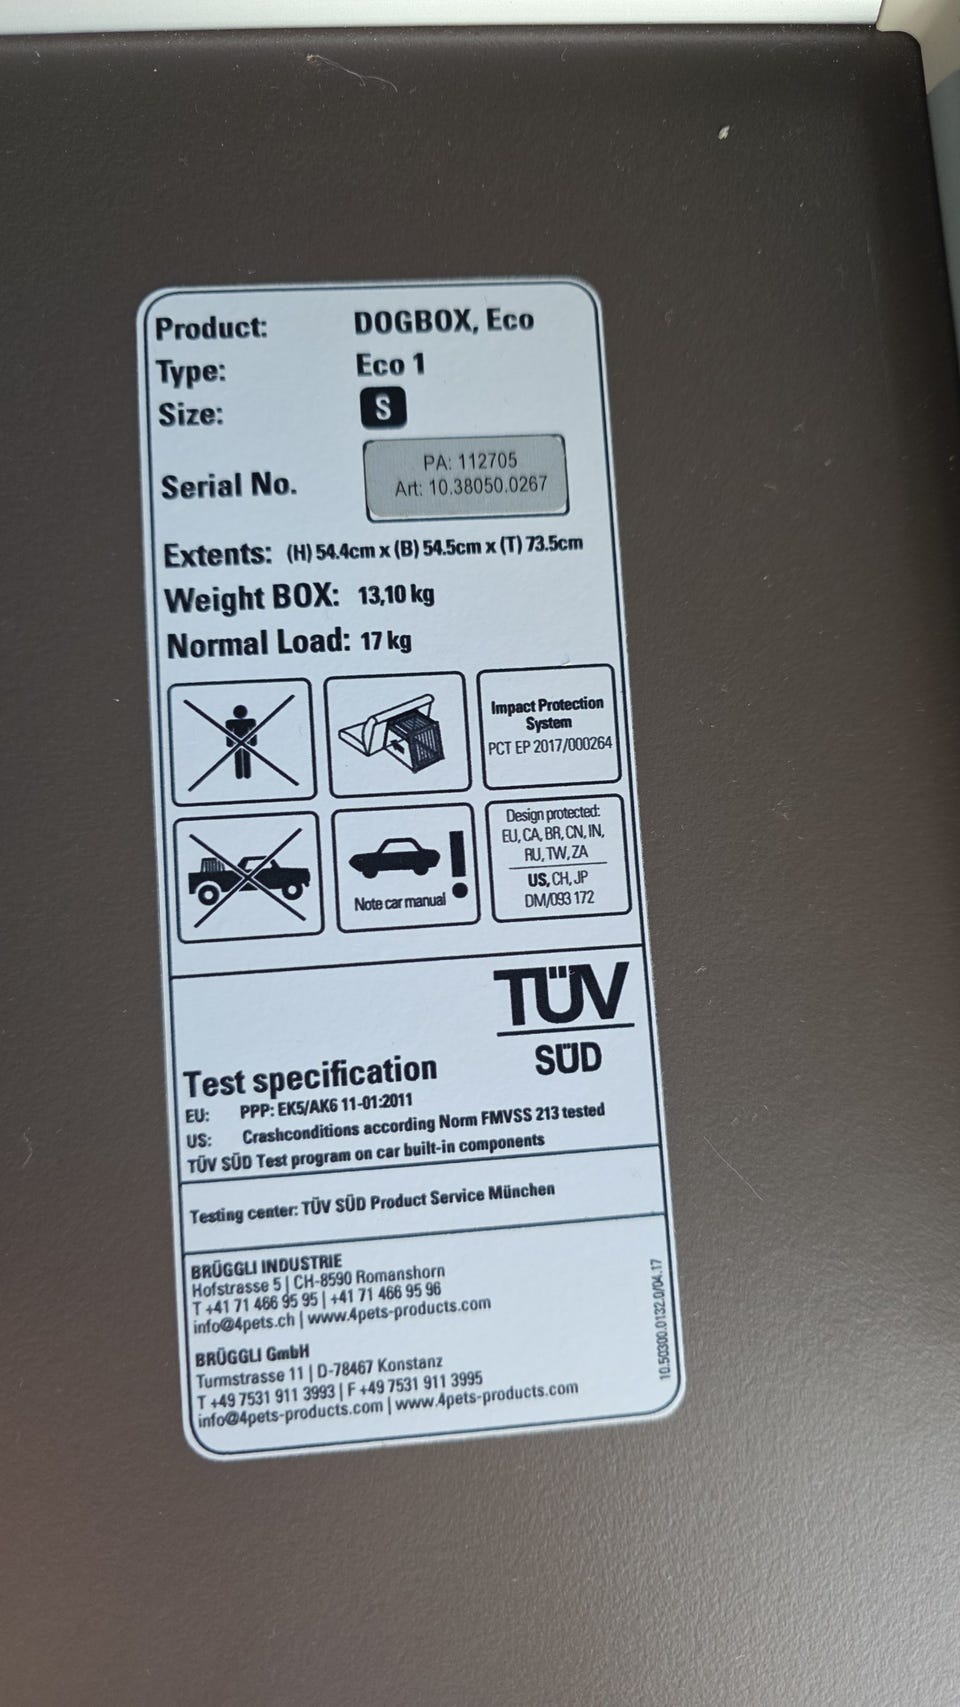 Product: DOGBOX, Eco
Type: Eco 1
Size: S
Serial No. PA: 112705
Art: 10.38050.0267
Extents: (H) 54.4cm x (B) 54.5cm x (T) 73.5cm
Weight BOX: 13,10 kg
Normal Load: 17 kg
Impact Protection
System
PCT EP 2017/000264
Note car manual !
Design protected:
EU, CA, BR, CN, IN,
RU, TW, ZA
US, CH, JP
DM/093 172
TÜV
SÜD
Test specification
EU: PPP: EK5/AK6 11-01:2011
US: Crashconditions according Norm FMVSS 213 tested
TÜV SÜD Test program on car built-in components
Testing center: TÜV SÜD Product Service München
BRÜGGLI INDUSTRIE
Hofstrasse 5 | CH-8590 Romanshorn
T +41 71 466 95 95 | +41 71 466 95 96
info@4pets.ch | www.4pets-products.com
BRÜGGLI GmbH
Turmstrasse 11 | D-78467 Konstanz
T +49 7531 911 3993 | F +49 7531 911 3995
info@4pets-products.com | www.4pets-products.com
10.50300.0132.0/04.17